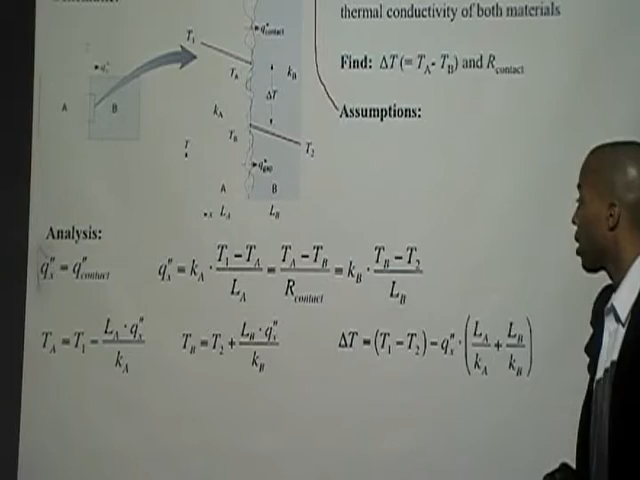 thermal conductivity of both materials
Find: ΔT (= T_A - T_B) and R_contact
Assumptions:
T_1
q"_contact
T_A
k_B
q"_x
ΔT
A
B
k_A
T_B
T_2
T
q"_gap
A B
x L_A L_B
Analysis:
q"_x = q"_contact
q"_x = k_A · (T_1 - T_A)/L_A = (T_A - T_B)/R_contact = k_B · (T_B - T_2)/L_B
T_A = T_1 - (L_A · q"_x)/k_A
T_B = T_2 + (L_B · q"_x)/k_B
ΔT = (T_1 - T_2) - q"_x · (L_A/k_A + L_B/k_B)